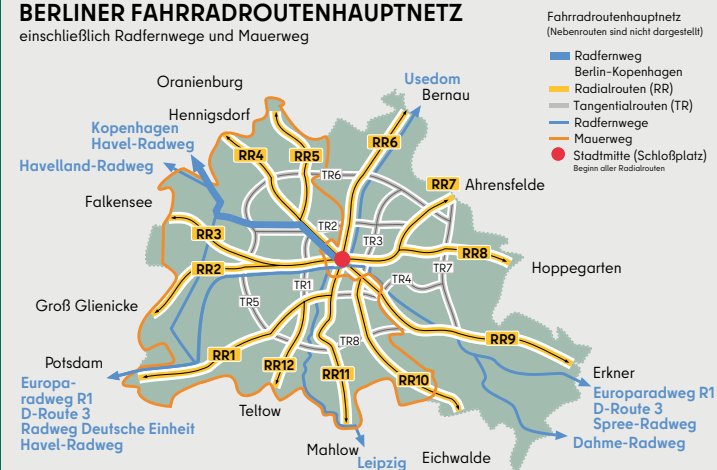 BERLINER FAHRRADROUTENHAUPTNETZ
einschließlich Radfernwege und Mauerweg
Fahrradroutenhauptnetz
(Nebenrouten sind nicht dargestellt)
Radfernweg
Berlin-Kopenhagen
Radialrouten (RR)
Tangentialrouten (TR)
Radfernwege
Mauerweg
Stadtmitte (Schloßplatz)
Beginn aller Radialrouten
Oranienburg
Usedom
Bernau
Hennigsdorf
Kopenhagen
Havel-Radweg
Havelland-Radweg
RR4
RR5
RR6
TR6
RR7
Ahrensfelde
Falkensee
RR3
TR2
TR3
RR8
RR2
TR7
Hoppegarten
TR4
TR1
TR5
Groß Glienicke
TR8
RR9
RR1
RR12
RR11
RR10
Potsdam
Europa-
radweg R1
D-Route 3
Radweg Deutsche Einheit
Havel-Radweg
Erkner
Europaradweg R1
D-Route 3
Spree-Radweg
Dahme-Radweg
Teltow
Mahlow
Leipzig
Eichwalde